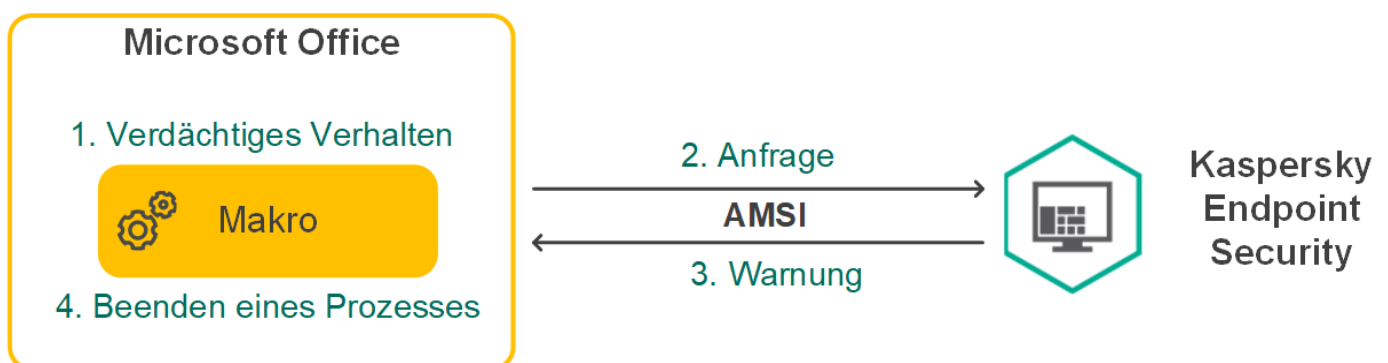 Microsoft Office
1. Verdächtiges Verhalten
Makro
4. Beenden eines Prozesses
2. Anfrage
AMSI
3. Warnung
Kaspersky
Endpoint
Security